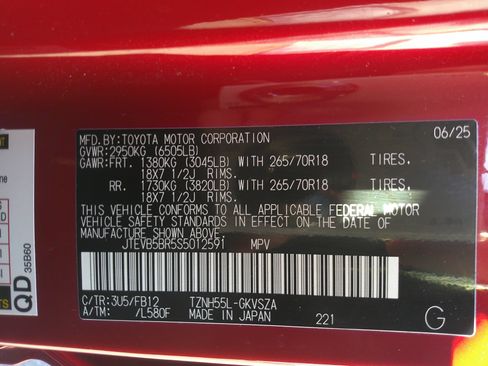 MFD.BY:TOYOTA MOTOR CORPORATION 06/25
GVWR:2950KG (6505LB)
GAWR:FRT. 1380KG (3045LB) WITH 265/70R18 TIRES.
18X7 1/2J RIMS.
RR. 1730KG (3820LB) WITH 265/70R18 TIRES.
18X7 1/2J RIMS.
THIS VEHICLE CONFORMS TO ALL APPLICABLE FEDERAL MOTOR
VEHICLE SAFETY STANDARDS IN EFFECT ON THE DATE OF
MANUFACTURE SHOWN ABOVE.
JTEVB5BR5S5012591 MPV
C/TR:3U5/FB12 TZNH55L-GKVSZA
A/TM: /L580F MADE IN JAPAN 221 G
QD
35B60